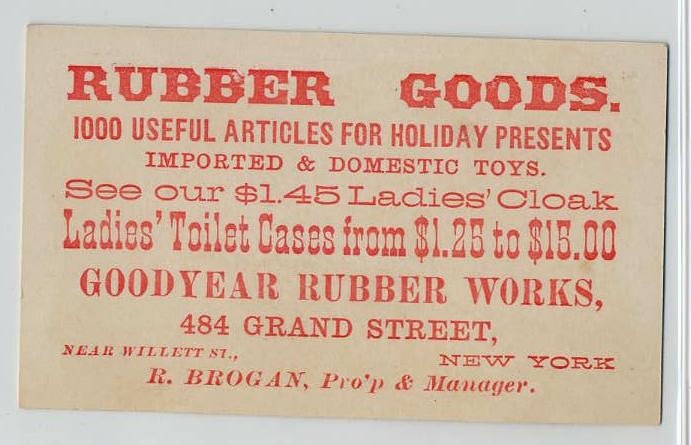 RUBBER GOODS.
1000 USEFUL ARTICLES FOR HOLIDAY PRESENTS
IMPORTED & DOMESTIC TOYS.
See our $1.45 Ladies' Cloak
Ladies' Toilet Cases from $1.25 to $15.00
GOODYEAR RUBBER WORKS,
484 GRAND STREET,
NEAR WILLETT ST., NEW YORK
R. BROGAN, Pro'p & Manager.